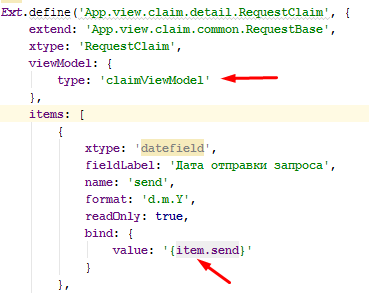 Ext.define('App.view.claim.detail.RequestClaim', {
extend: 'App.view.claim.common.RequestBase',
xtype: 'RequestClaim',
viewModel: {
type: 'claimViewModel'
},
items: [
{
xtype: 'datefield',
fieldLabel: 'Дата отправки запроса',
name: 'send',
format: 'd.m.Y',
readOnly: true,
bind: {
value: '{item.send}'
}
},